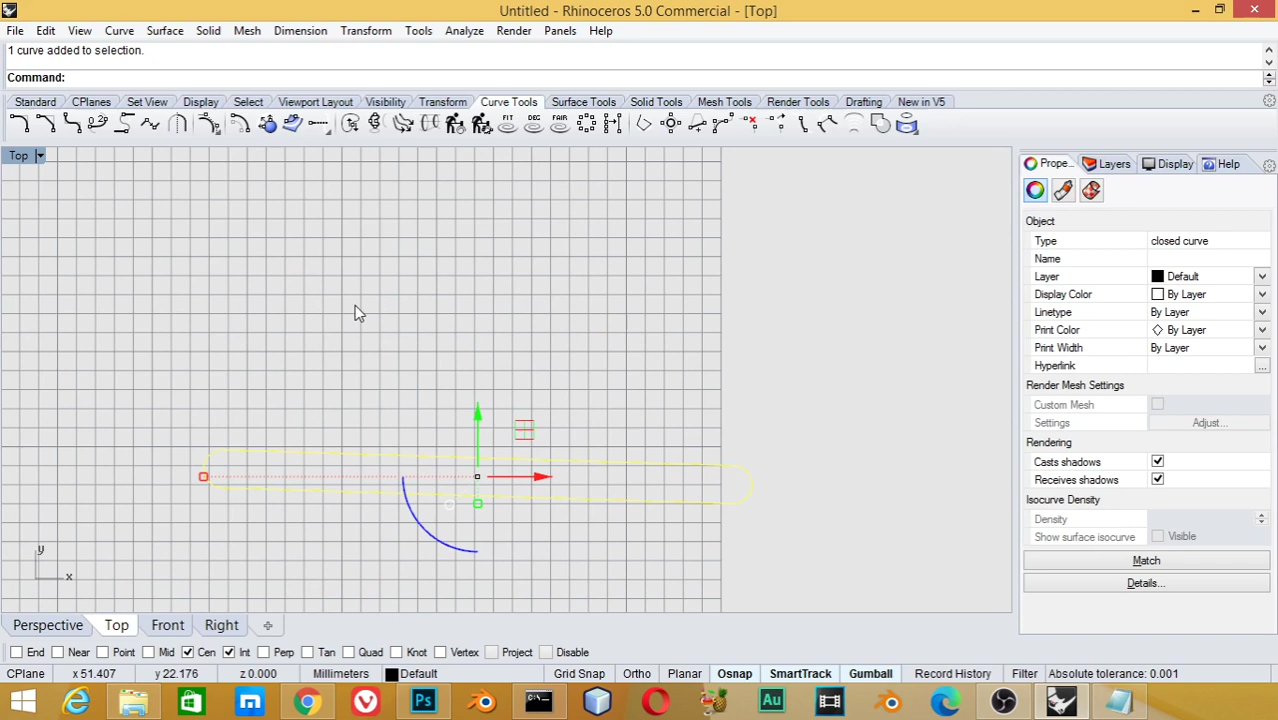 Untitled - Rhinoceros 5.0 Commercial - [Top]
File Edit View Curve Surface Solid Mesh Dimension Transform Tools Analyze Render Panels Help
1 curve added to selection.
Command:
Standard CPlanes Set View Display Select Viewport Layout Visibility Transform Curve Tools Surface Tools Solid Tools Mesh Tools Render Tools Drafting New in V5
FIT DEG FAIR
Top
Prope... Layers Display Help
Object
Type closed curve
Name
Layer Default
Display Color By Layer
Linetype By Layer
Print Color By Layer
Print Width By Layer
Hyperlink ...
Render Mesh Settings
Custom Mesh
Settings Adjust...
Rendering
Casts shadows
Receives shadows
Isocurve Density
Density
Show surface isocurve Visible
Match
Details...
y
x
Perspective Top Front Right
End Near Point Mid Cen Int Perp Tan Quad Knot Vertex Project Disable
CPlane x 51.407 y 22.176 z 0.000 Millimeters Default Grid Snap Ortho Planar Osnap SmartTrack Gumball Record History Filter Absolute tolerance: 0.001
Ps Au